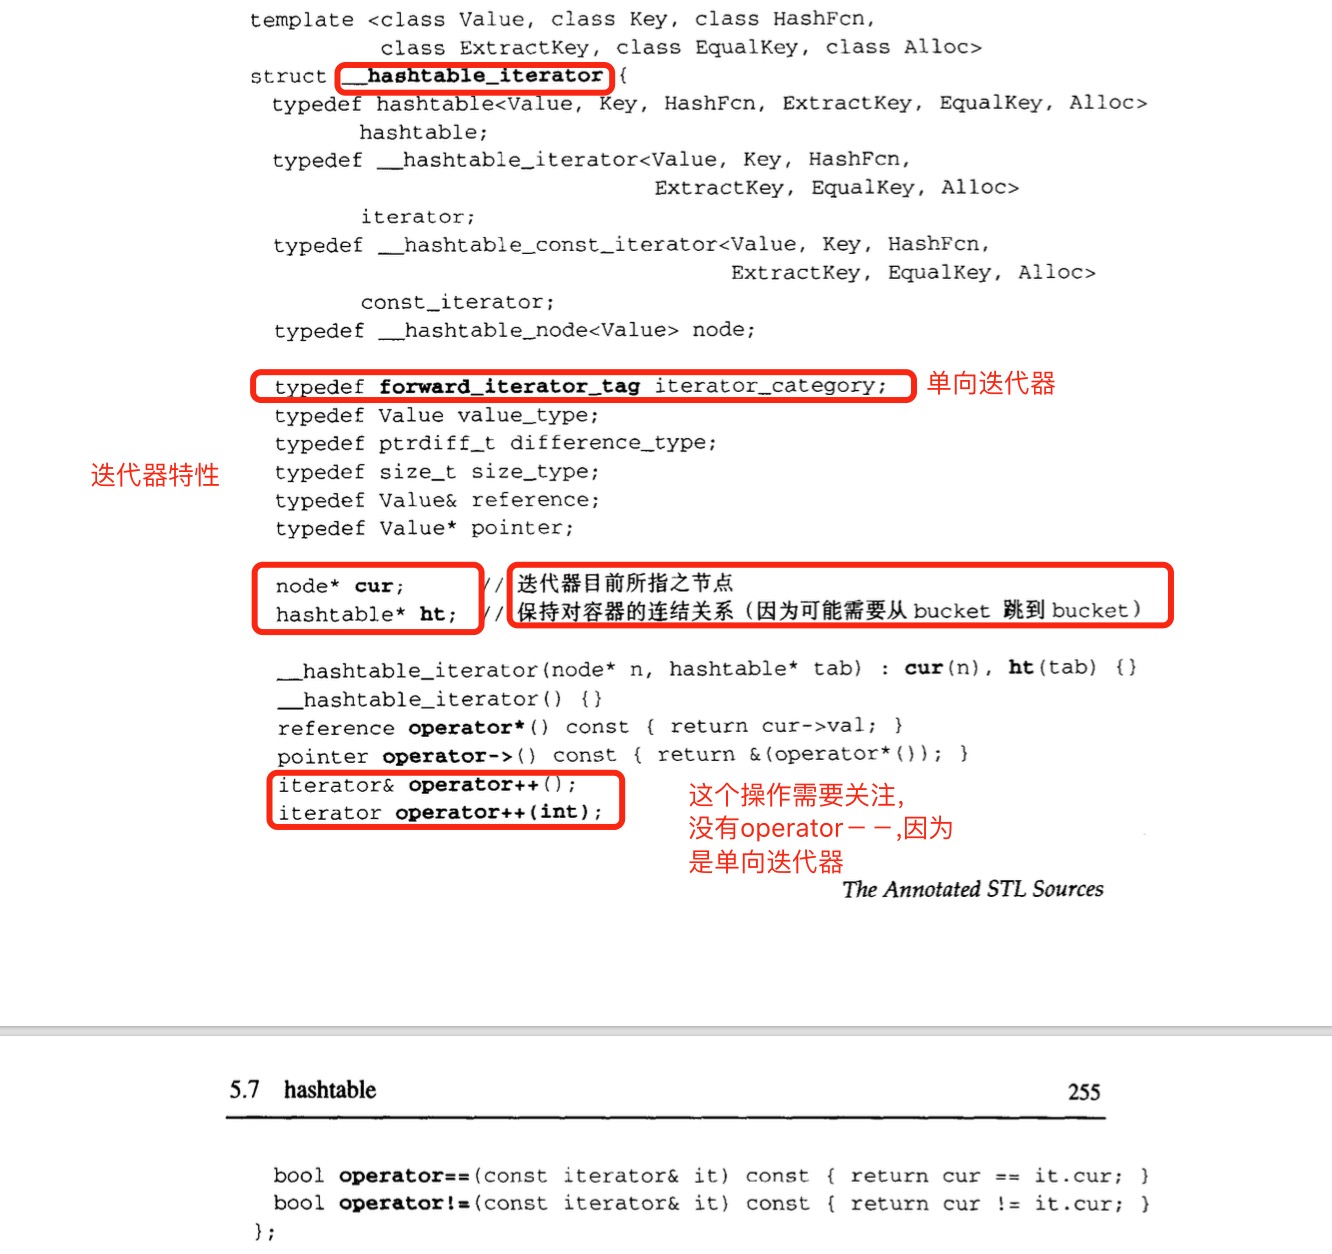 template <class Value, class Key, class HashFcn,
class ExtractKey, class EqualKey, class Alloc>
struct __hashtable_iterator {
typedef hashtable<Value, Key, HashFcn, ExtractKey, EqualKey, Alloc>
hashtable;
typedef __hashtable_iterator<Value, Key, HashFcn,
ExtractKey, EqualKey, Alloc>
iterator;
typedef __hashtable_const_iterator<Value, Key, HashFcn,
ExtractKey, EqualKey, Alloc>
const_iterator;
typedef __hashtable_node<Value> node;
typedef forward_iterator_tag iterator_category; 单向迭代器
typedef Value value_type;
typedef ptrdiff_t difference_type;
迭代器特性 typedef size_t size_type;
typedef Value& reference;
typedef Value* pointer;
node* cur; // 迭代器目前所指之节点
hashtable* ht; // 保持对容器的连结关系（因为可能需要从 bucket 跳到 bucket）
__hashtable_iterator(node* n, hashtable* tab) : cur(n), ht(tab) {}
__hashtable_iterator() {}
reference operator*() const { return cur->val; }
pointer operator->() const { return &(operator*()); }
iterator& operator++();
iterator operator++(int);
这个操作需要关注,
没有operator－－,因为
是单向迭代器
The Annotated STL Sources
5.7 hashtable 255
bool operator==(const iterator& it) const { return cur == it.cur; }
bool operator!=(const iterator& it) const { return cur != it.cur; }
};